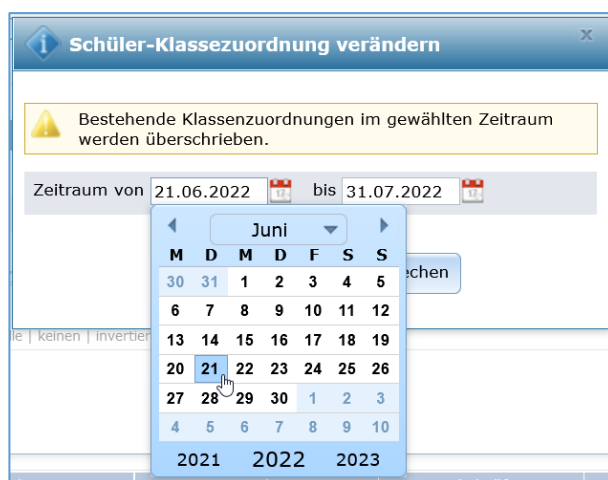 Schüler-Klassezuordnung verändern
x
Bestehende Klassenzuordnungen im gewählten Zeitraum
werden überschrieben.
Zeitraum von 21.06.2022 12 bis 31.07.2022 12
Juni
M D M D F S S
30 31 1 2 3 4 5
6 7 8 9 10 11 12
echen
13 14 15 16 17 18 19
le | keinen | invertier
20 21 22 23 24 25 26
27 28 29 30 1 2 3
4 5 6 7 8 9 10
2021 2022 2023